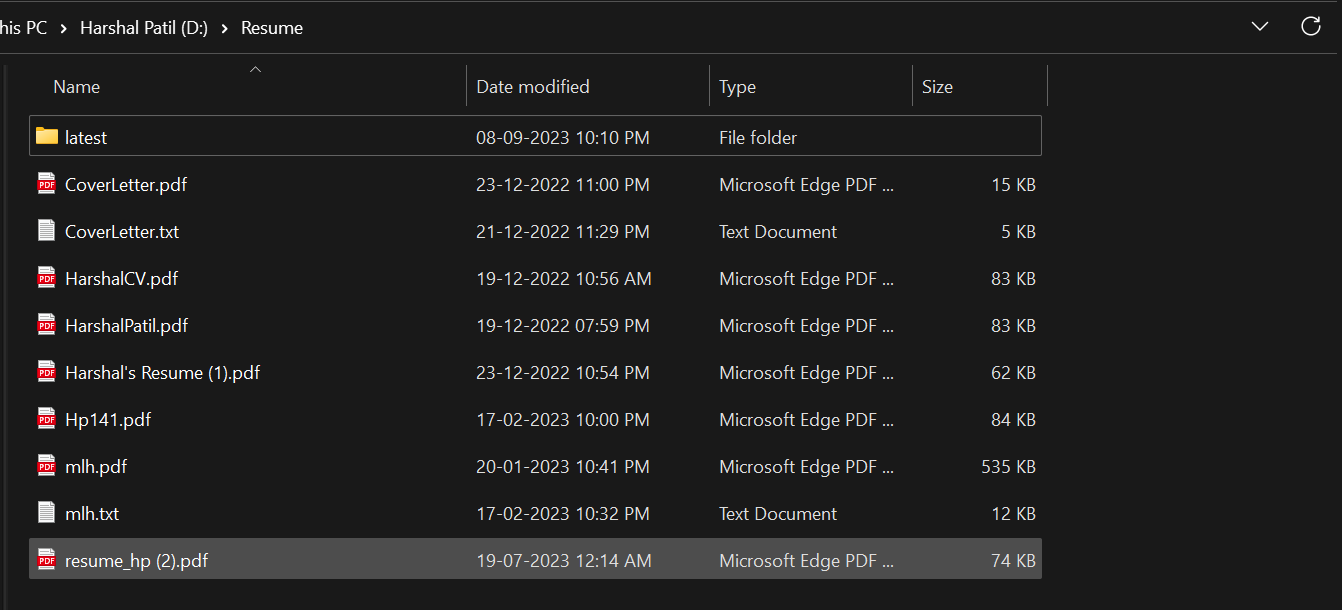 his PC > Harshal Patil (D:) > Resume
Name Date modified Type Size
latest 08-09-2023 10:10 PM File folder
PDF CoverLetter.pdf 23-12-2022 11:00 PM Microsoft Edge PDF ... 15 KB
CoverLetter.txt 21-12-2022 11:29 PM Text Document 5 KB
PDF HarshalCV.pdf 19-12-2022 10:56 AM Microsoft Edge PDF ... 83 KB
PDF HarshalPatil.pdf 19-12-2022 07:59 PM Microsoft Edge PDF ... 83 KB
PDF Harshal's Resume (1).pdf 23-12-2022 10:54 PM Microsoft Edge PDF ... 62 KB
PDF Hp141.pdf 17-02-2023 10:00 PM Microsoft Edge PDF ... 84 KB
PDF mlh.pdf 20-01-2023 10:41 PM Microsoft Edge PDF ... 535 KB
mlh.txt 17-02-2023 10:32 PM Text Document 12 KB
PDF resume_hp (2).pdf 19-07-2023 12:14 AM Microsoft Edge PDF ... 74 KB